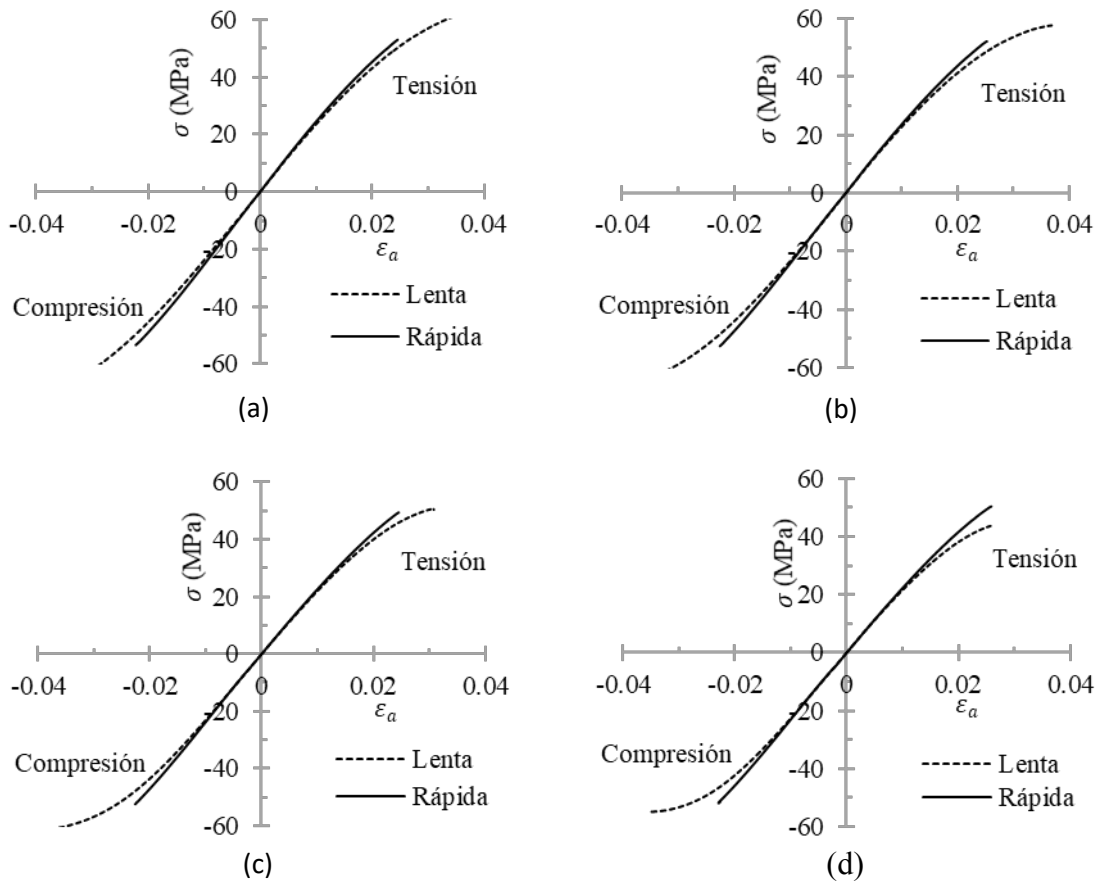 60
40
20
0
-20
-40
-60
-0.04 -0.02 0 0.02 0.04
σ (MPa)
εₐ
Tensión
Compresión
Lenta
Rápida
(a)
60
40
20
0
-20
-40
-60
-0.04 -0.02 0 0.02 0.04
σ (MPa)
εₐ
Tensión
Compresión
Lenta
Rápida
(b)
60
40
20
0
-20
-40
-60
-0.04 -0.02 0 0.02 0.04
σ (MPa)
εₐ
Tensión
Compresión
Lenta
Rápida
(c)
60
40
20
0
-20
-40
-60
-0.04 -0.02 0 0.02 0.04
σ (MPa)
εₐ
Tensión
Compresión
Lenta
Rápida
(d)